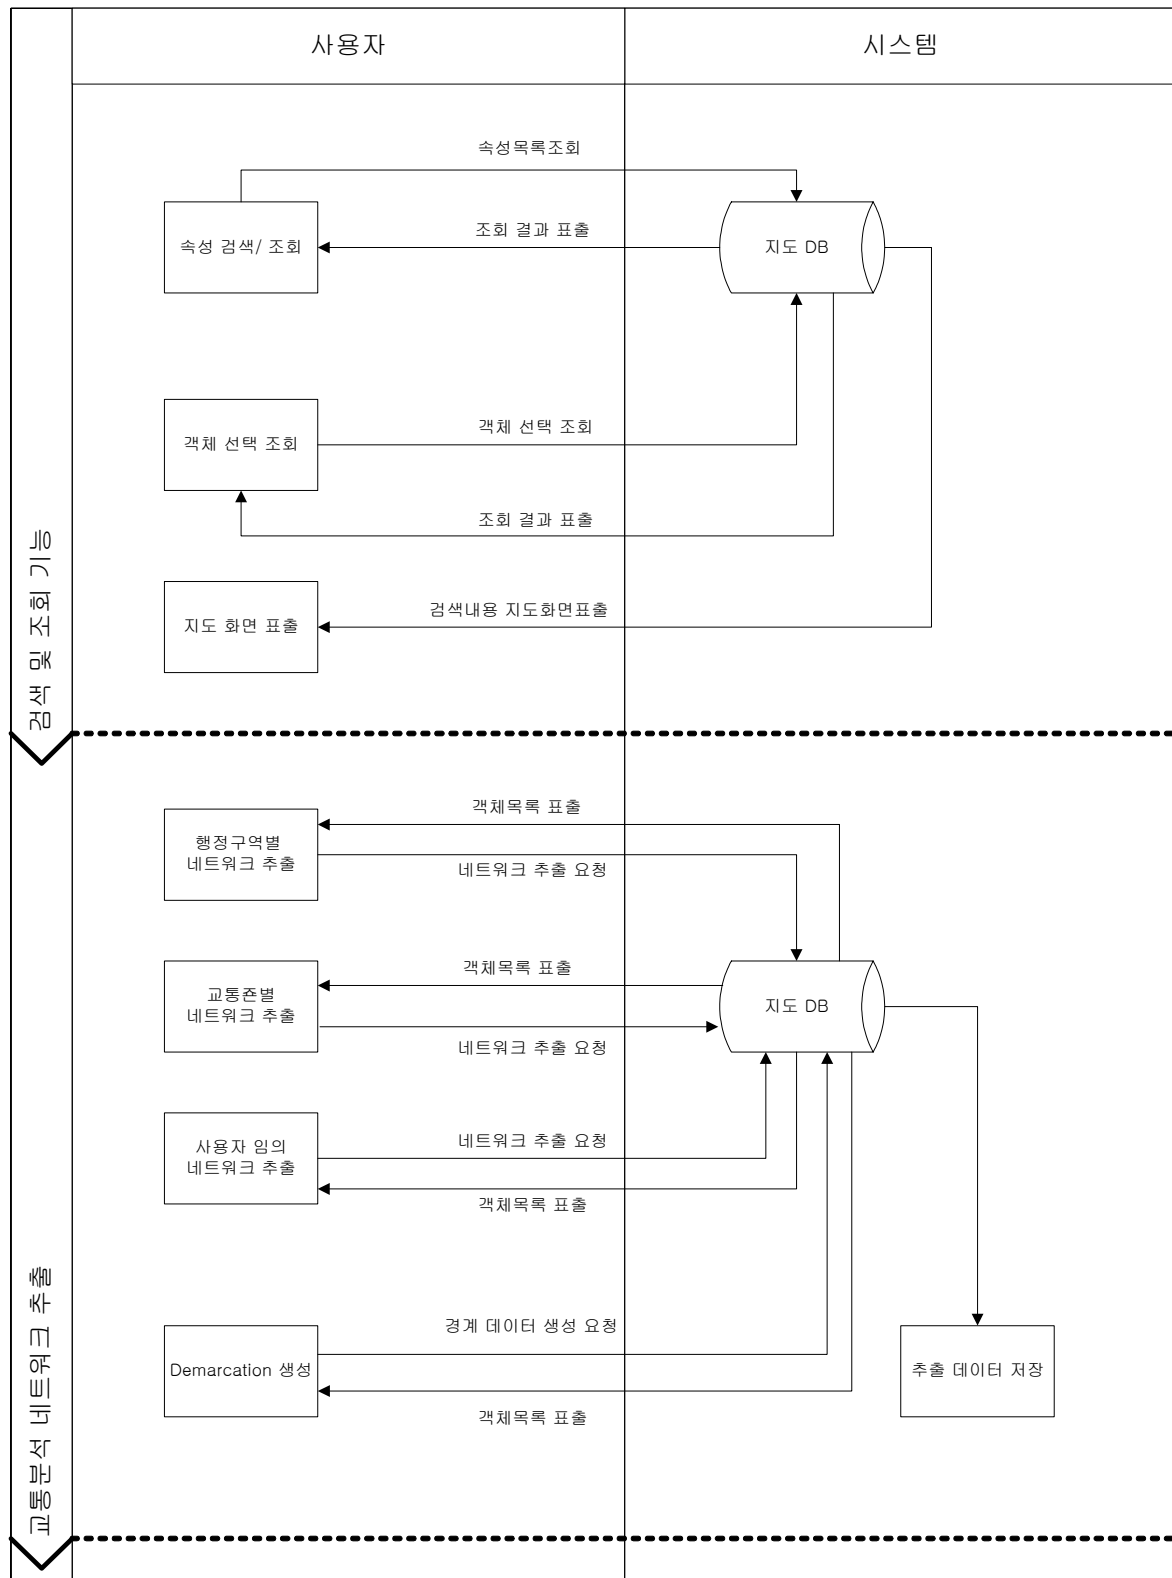 사용자
시스템
속성목록조회
속성 검색/ 조회
조회 결과 표출
지도 DB
객체 선택 조회
객체 선택 조회
조회 결과 표출
지도 화면 표출
검색내용 지도화면표출
검색 및 조회 기능
객체목록 표출
행정구역별
네트워크 추출
네트워크 추출 요청
객체목록 표출
교통죤별
네트워크 추출
지도 DB
네트워크 추출 요청
사용자 임의
네트워크 추출
네트워크 추출 요청
객체목록 표출
경계 데이터 생성 요청
Demarcation 생성
추출 데이터 저장
객체목록 표출
교통분석 네트워크 추출